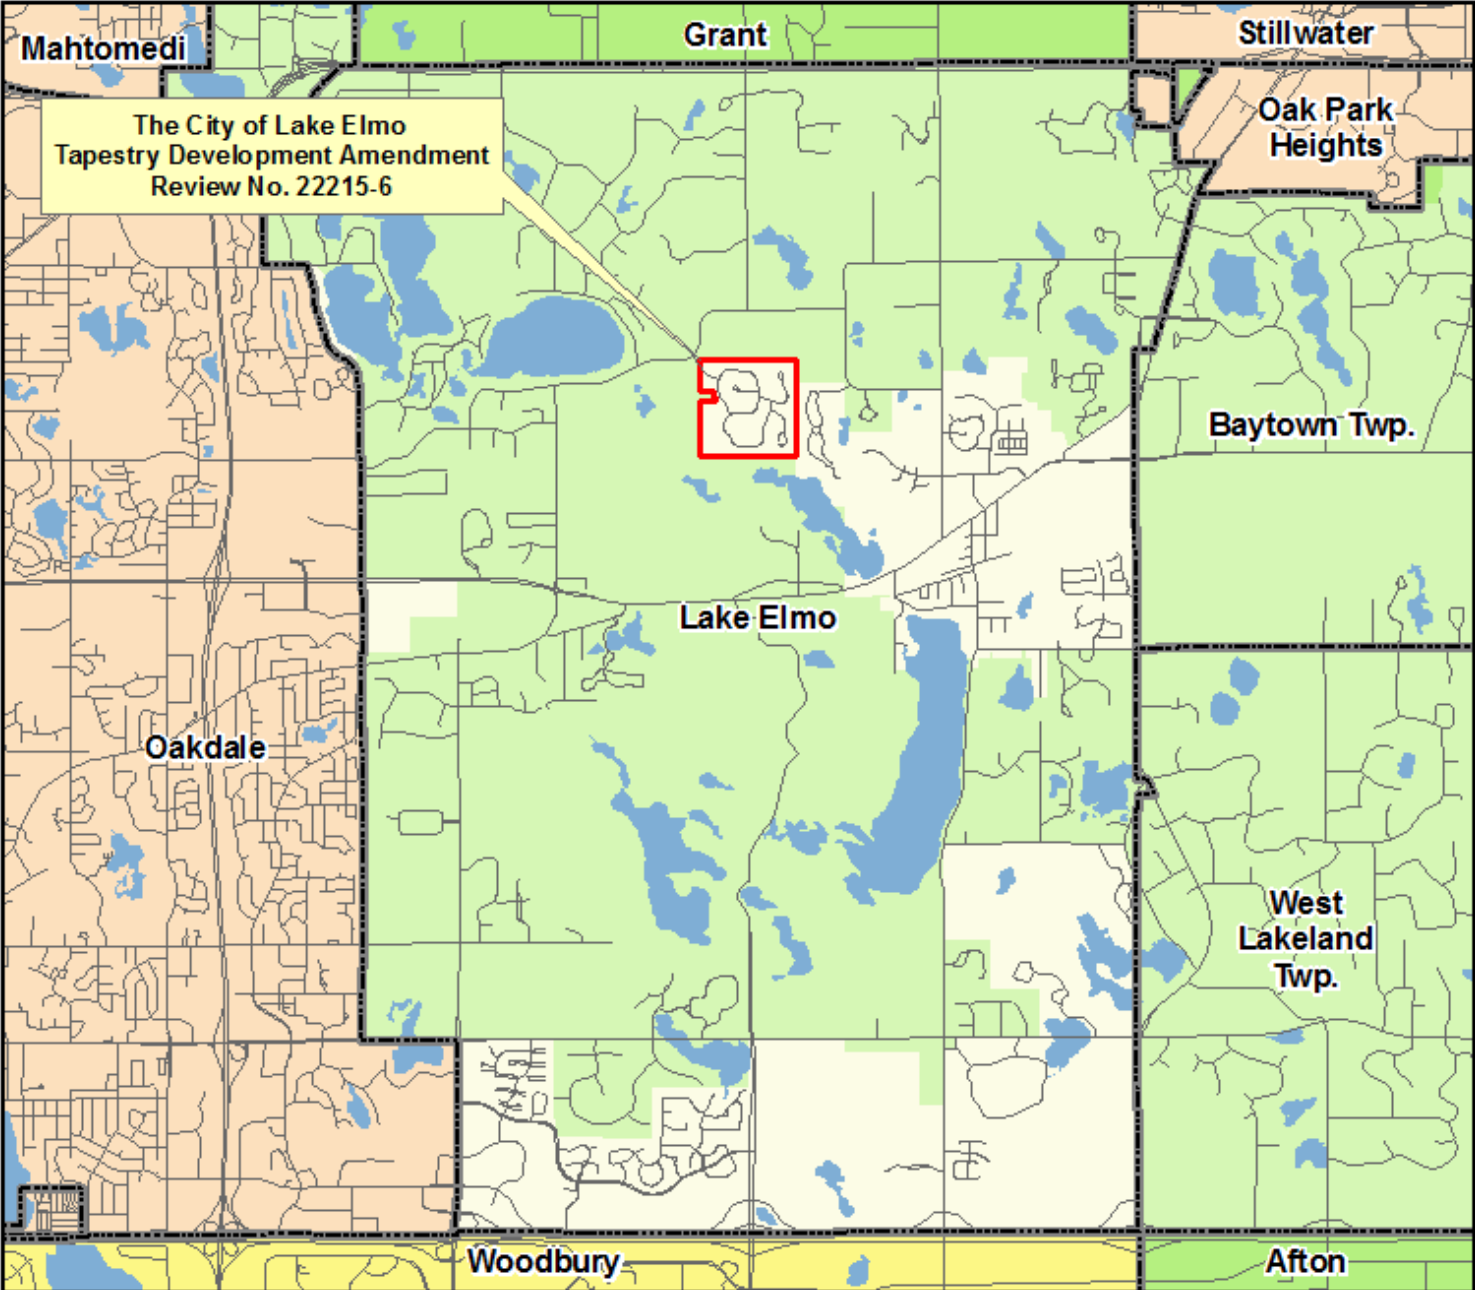 Mahtomedi
Grant
Stillwater
The City of Lake Elmo
Tapestry Development Amendment
Review No. 22215-6
Oak Park
Heights
Baytown Twp.
Lake Elmo
Oakdale
West
Lakeland
Twp.
Woodbury
Afton